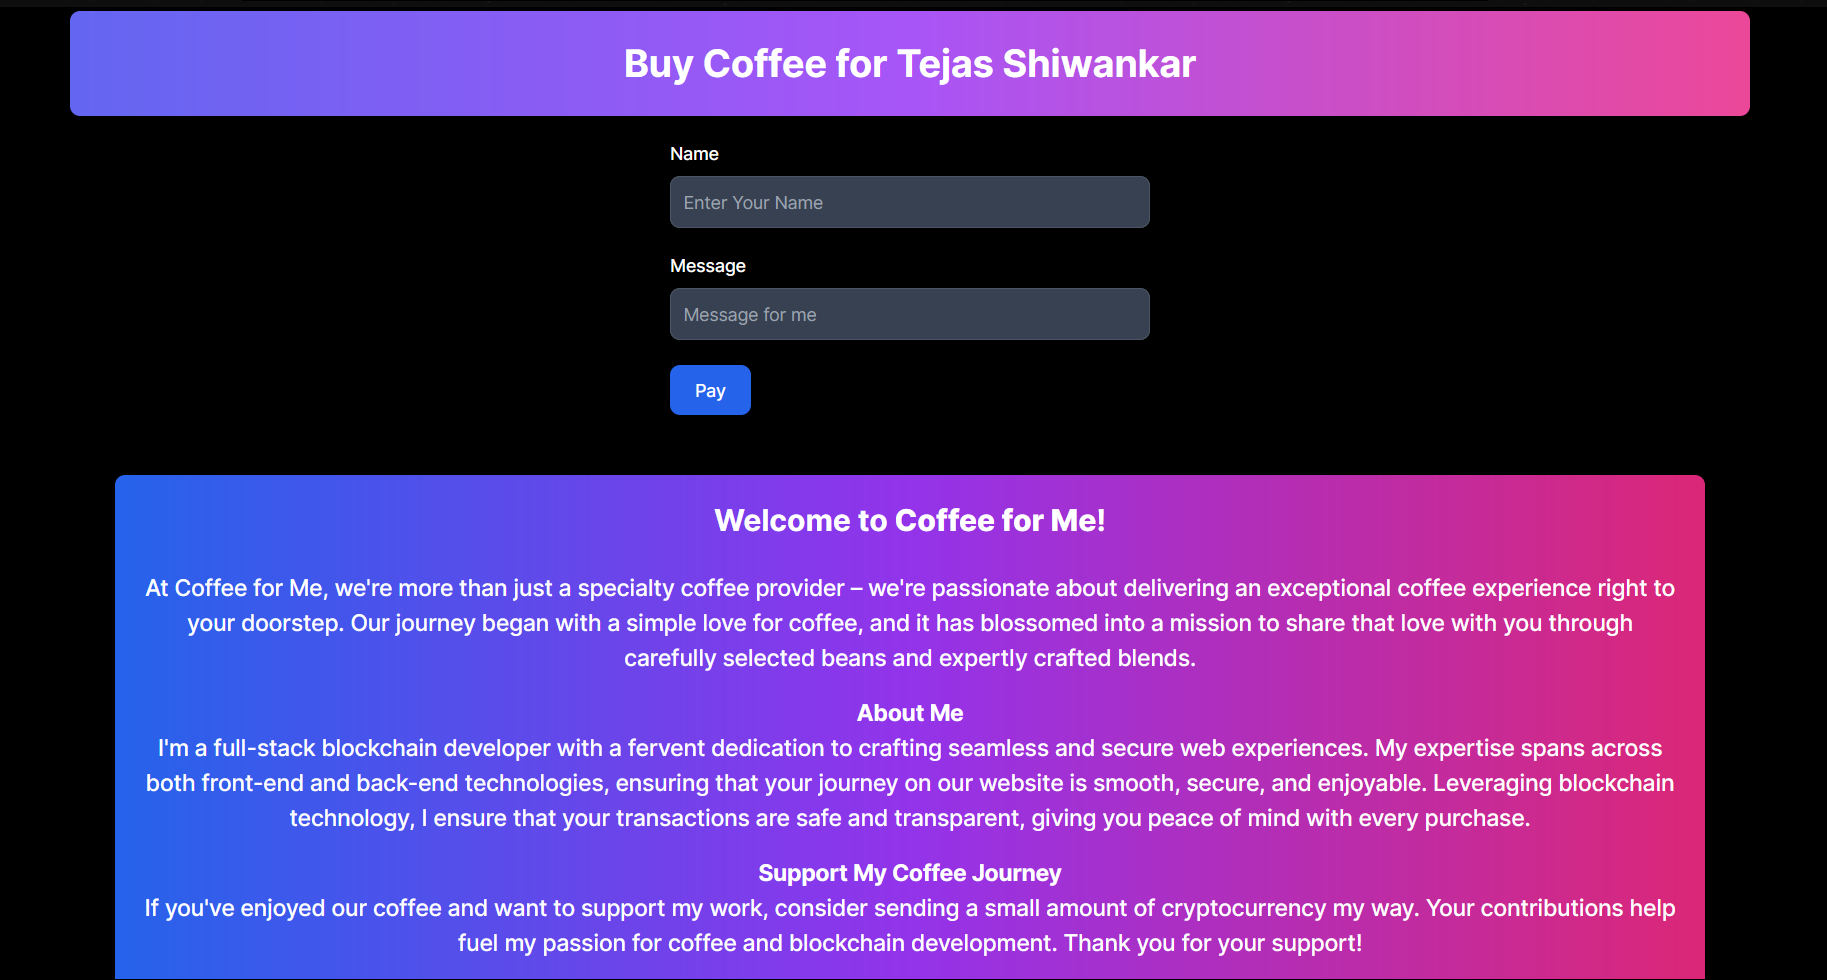 Buy Coffee for Tejas Shiwankar
Name
Enter Your Name
Message
Message for me
Pay
Welcome to Coffee for Me!
At Coffee for Me, we're more than just a specialty coffee provider – we're passionate about delivering an exceptional coffee experience right to
your doorstep. Our journey began with a simple love for coffee, and it has blossomed into a mission to share that love with you through
carefully selected beans and expertly crafted blends.
About Me
I'm a full-stack blockchain developer with a fervent dedication to crafting seamless and secure web experiences. My expertise spans across
both front-end and back-end technologies, ensuring that your journey on our website is smooth, secure, and enjoyable. Leveraging blockchain
technology, I ensure that your transactions are safe and transparent, giving you peace of mind with every purchase.
Support My Coffee Journey
If you've enjoyed our coffee and want to support my work, consider sending a small amount of cryptocurrency my way. Your contributions help
fuel my passion for coffee and blockchain development. Thank you for your support!